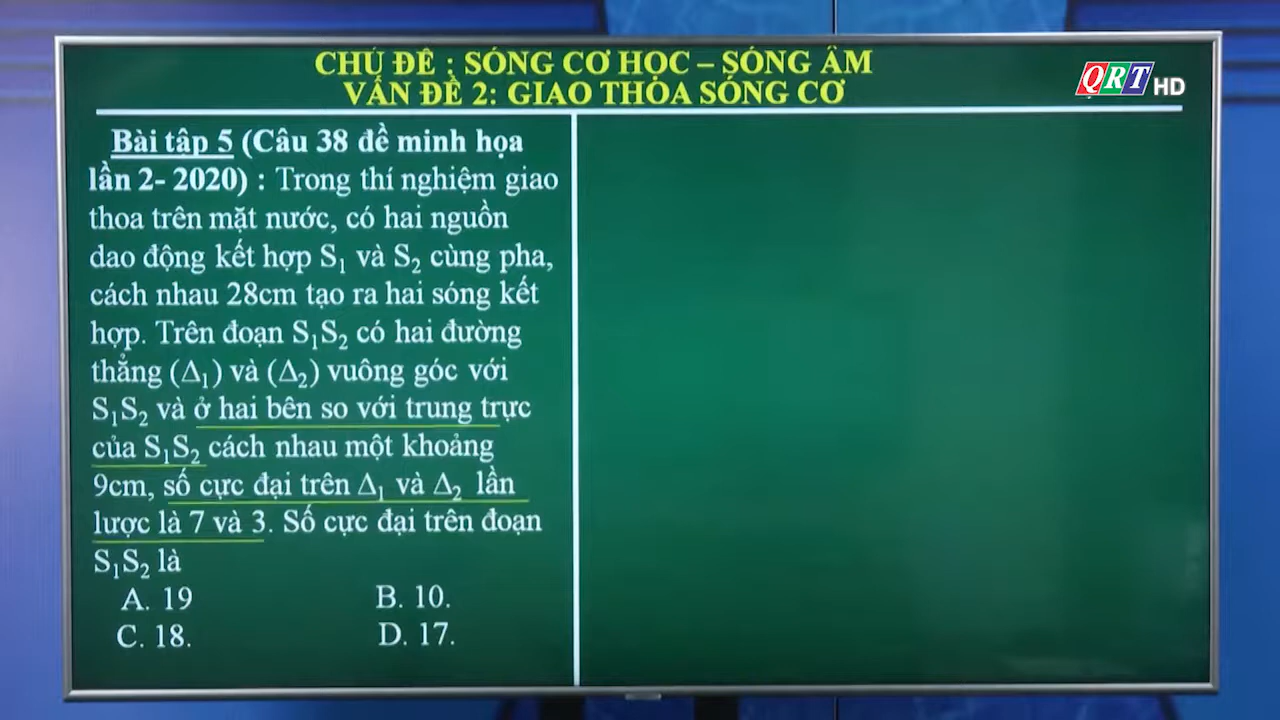 CHỦ ĐỀ : SÓNG CƠ HỌC – SÓNG ÂM
VẤN ĐỀ 2: GIAO THOA SÓNG CƠ
QRT HD
Bài tập 5 (Câu 38 đề minh họa
lần 2- 2020) : Trong thí nghiệm giao
thoa trên mặt nước, có hai nguồn
dao động kết hợp S₁ và S₂ cùng pha,
cách nhau 28cm tạo ra hai sóng kết
hợp. Trên đoạn S₁S₂ có hai đường
thẳng (Δ₁) và (Δ₂) vuông góc với
S₁S₂ và ở hai bên so với trung trực
của S₁S₂ cách nhau một khoảng
9cm, số cực đại trên Δ₁ và Δ₂ lần
lược là 7 và 3. Số cực đại trên đoạn
S₁S₂ là
A. 19 B. 10.
C. 18. D. 17.